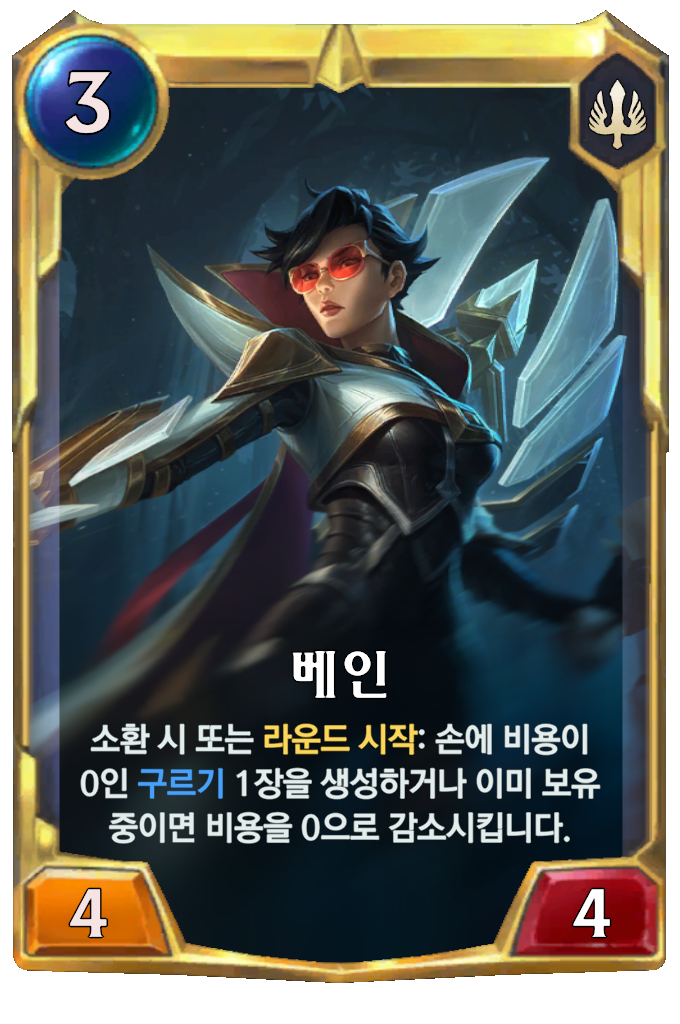 3
베인
소환 시 또는 라운드 시작: 손에 비용이
0인 구르기 1장을 생성하거나 이미 보유
중이면 비용을 0으로 감소시킵니다.
4
4